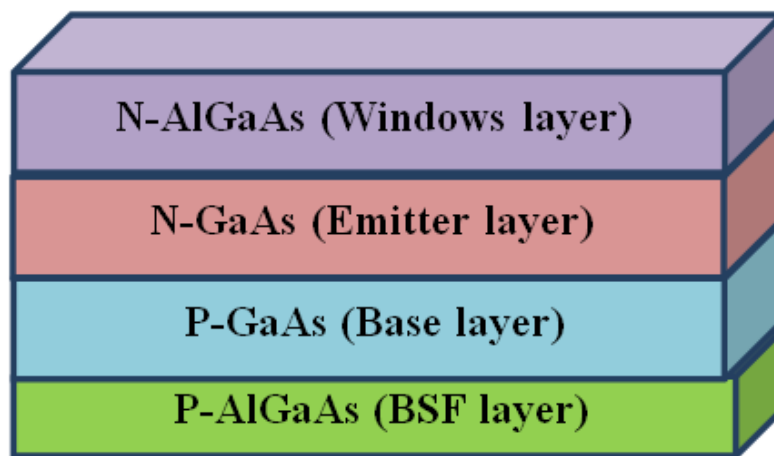 N-AlGaAs (Windows layer)
N-GaAs (Emitter layer)
P-GaAs (Base layer)
P-AlGaAs (BSF layer)